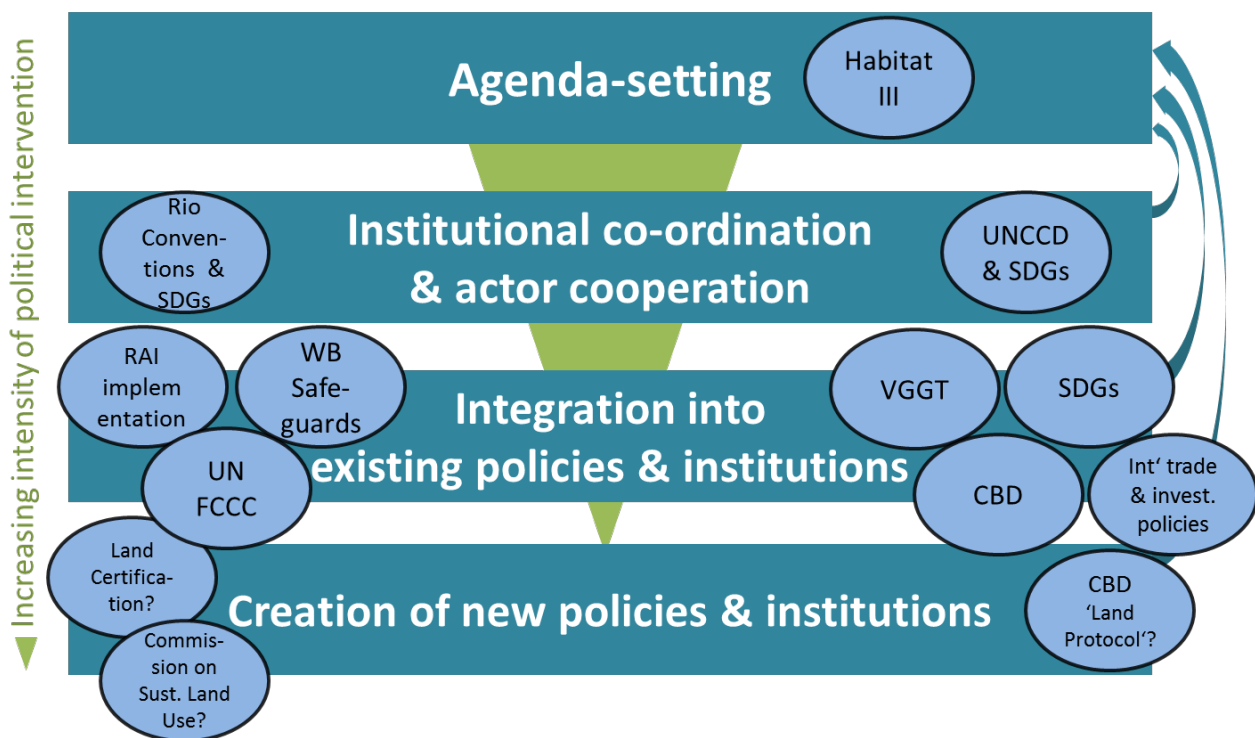 Increasing intensity of political intervention
Agenda-setting
Habitat
III
Institutional co-ordination
& actor cooperation
Rio
Conven-
tions & 
SDGs
UNCCD
& SDGs
Integration into
existing policies & institutions
RAI
implem
entation
WB
Safe-
guards
UN
FCCC
VGGT
SDGs
CBD
Int‘ trade
& invest.
policies
Creation of new policies & institutions
Land
Certifica-
tion?
Commis-
sion on
Sust. Land
Use?
CBD
‘Land
Protocol‘?